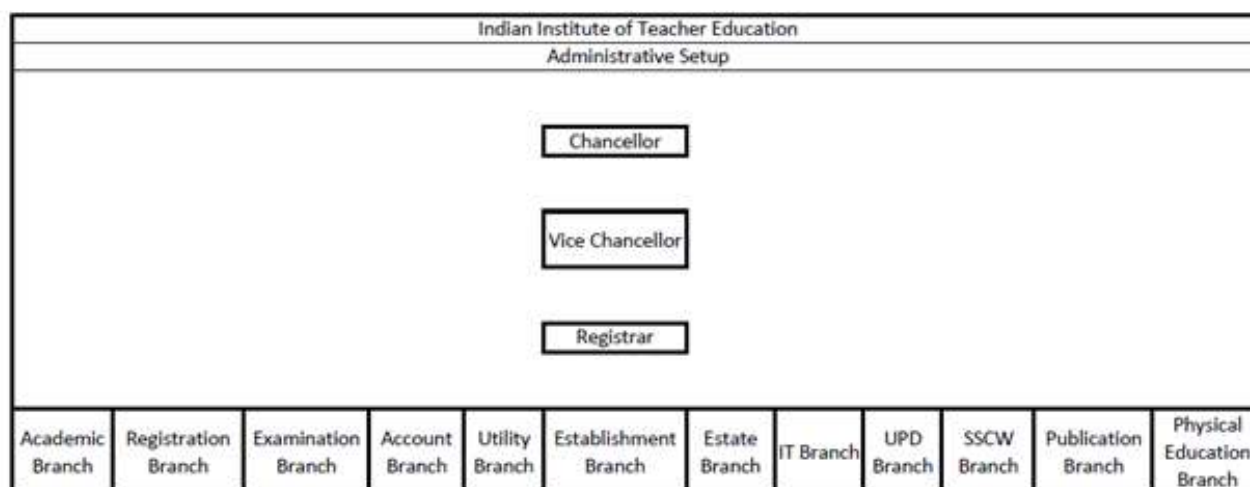 Indian Institute of Teacher Education
Administrative Setup
Chancellor
Vice Chancellor
Registrar
Academic
Branch
Registration
Branch
Examination
Branch
Account
Branch
Utility
Branch
Establishment
Branch
Estate
Branch
IT Branch
UPD
Branch
SSCW
Branch
Publication
Branch
Physical
Education
Branch